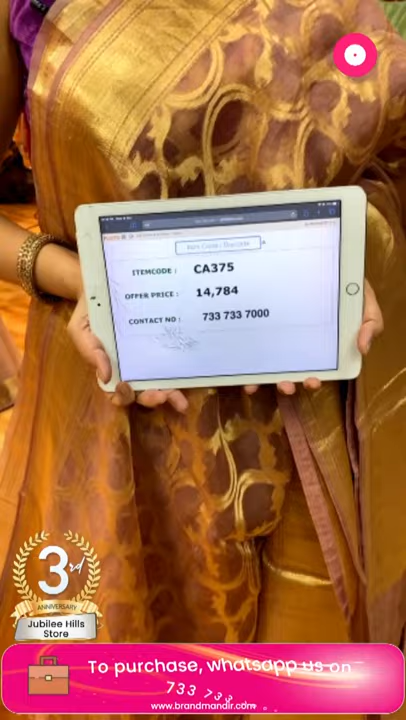 ITEMCODE : CA375
OFFER PRICE : 14,784
CONTACT NO : 733 733 7000
3rd
ANNIVERSARY
Jubilee Hills
Store
To purchase, whatsapp us on
733 733
www.brandmandir.com